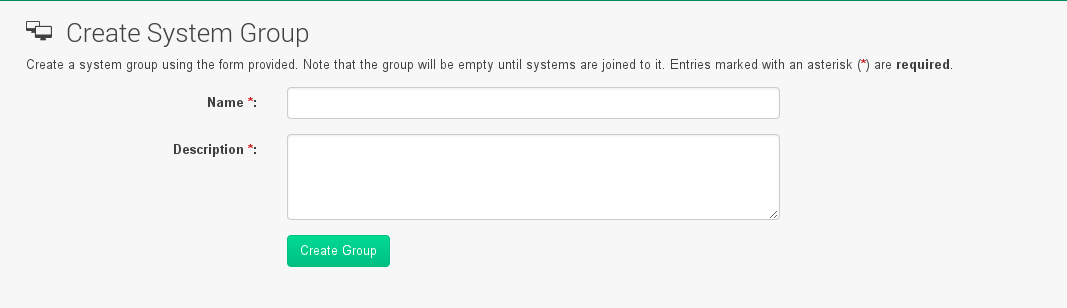 Create System Group
Create a system group using the form provided. Note that the group will be empty until systems are joined to it. Entries marked with an asterisk (*) are required.
Name *:
Description *:
Create Group